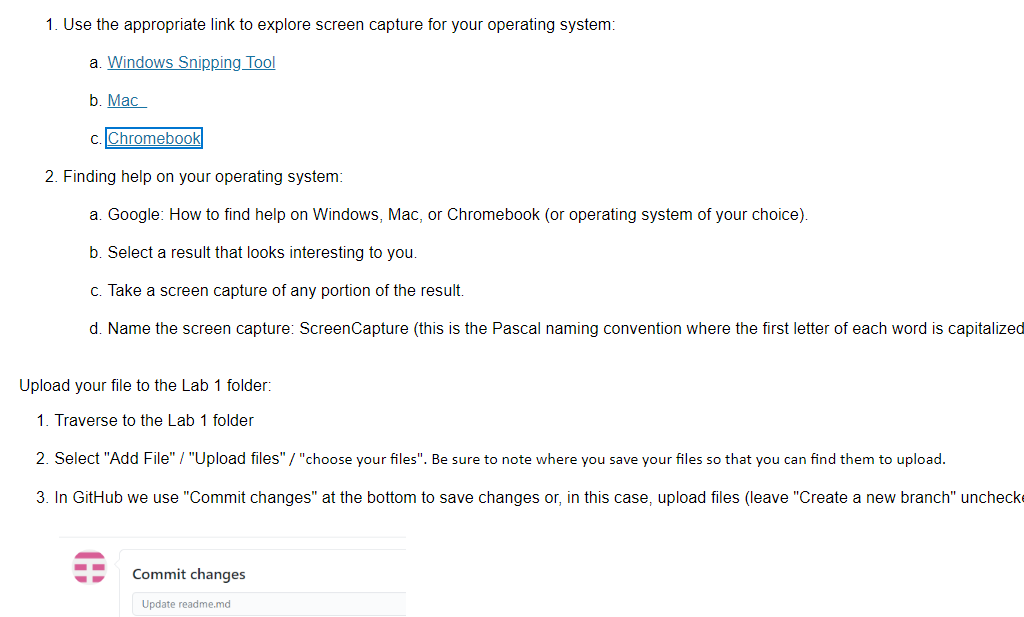 1. Use the appropriate link to explore screen capture for your operating system:
a. Windows Snipping Tool
b. Mac
c. Chromebook
2. Finding help on your operating system:
a. Google: How to find help on Windows, Mac, or Chromebook (or operating system of your choice).
b. Select a result that looks interesting to you.
c. Take a screen capture of any portion of the result.
d. Name the screen capture: ScreenCapture (this is the Pascal naming convention where the first letter of each word is capitalized
Upload your file to the Lab 1 folder:
1. Traverse to the Lab 1 folder
2. Select "Add File" / "Upload files" / "choose your files". Be sure to note where you save your files so that you can find them to upload.
3. In GitHub we use "Commit changes" at the bottom to save changes or, in this case, upload files (leave "Create a new branch"
Commit changes
Update readme.md